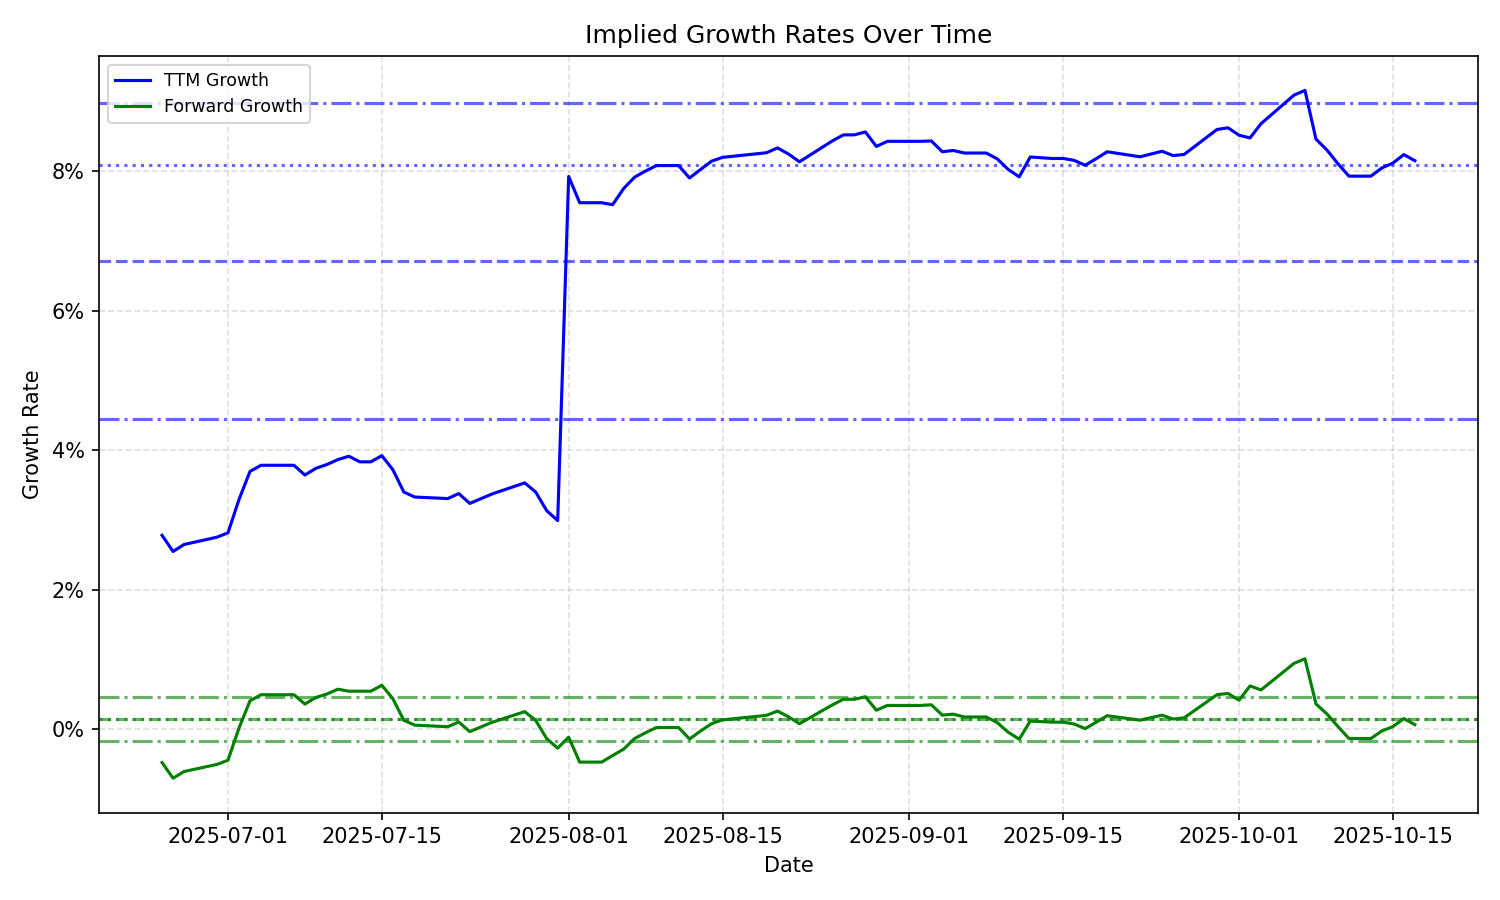 Implied Growth Rates Over Time
TTM Growth
Forward Growth
8%
6%
4%
2%
0%
Growth Rate
2025-07-01 2025-07-15 2025-08-01 2025-08-15 2025-09-01 2025-09-15 2025-10-01 2025-10-15
Date